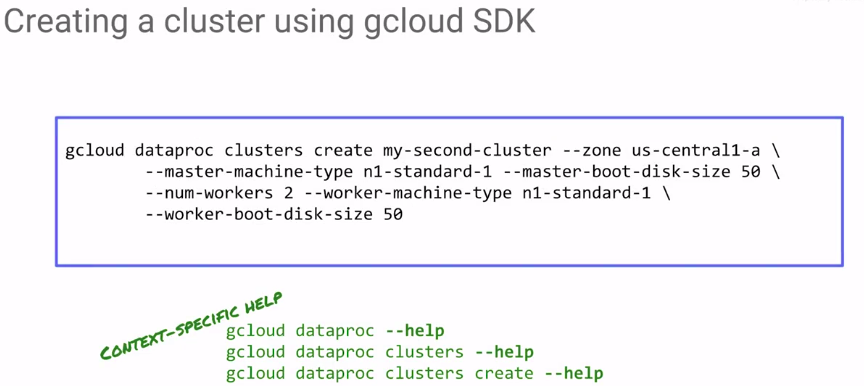 Creating a cluster using gcloud SDK
gcloud dataproc clusters create my-second-cluster --zone us-central1-a \
--master-machine-type n1-standard-1 --master-boot-disk-size 50 \
--num-workers 2 --worker-machine-type n1-standard-1 \
--worker-boot-disk-size 50
CONTEXT-SPECIFIC HELP
gcloud dataproc --help
gcloud dataproc clusters --help
gcloud dataproc clusters create --help